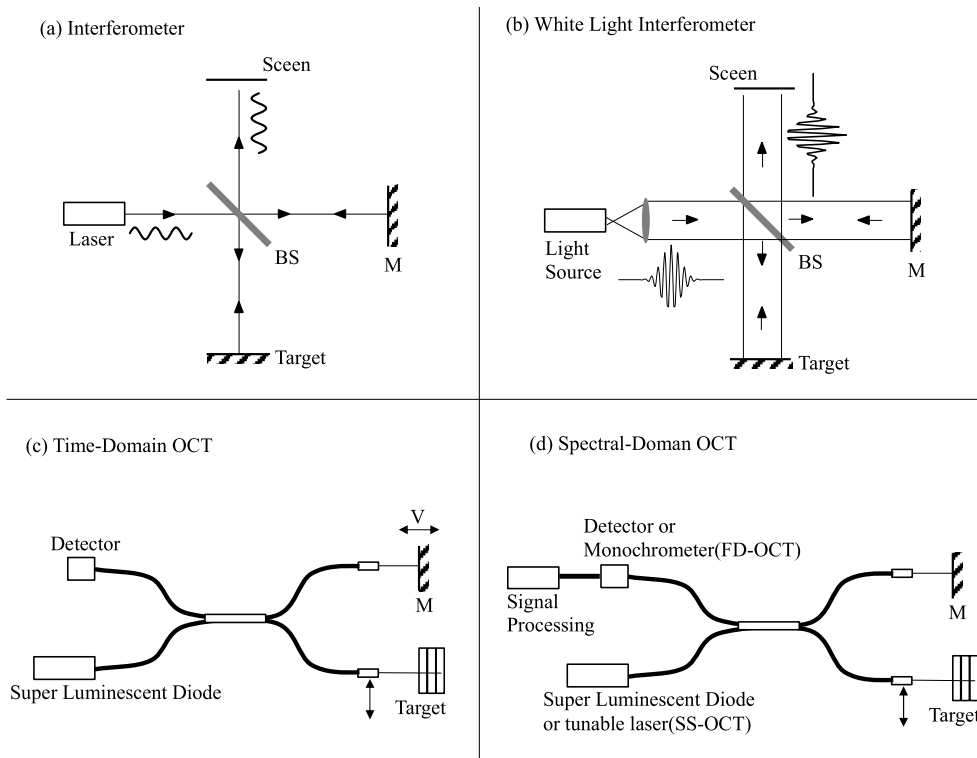 (a) Interferometer
Sceen
Laser
BS
M
Target
(b) White Light Interferometer
Sceen
Light
Source
BS
M
Target
(c) Time-Domain OCT
V
Detector
M
Super Luminescent Diode
Target
(d) Spectral-Doman OCT
Detector or
Monochrometer(FD-OCT)
Signal
Processing
M
Super Luminescent Diode
or tunable laser(SS-OCT)
Target